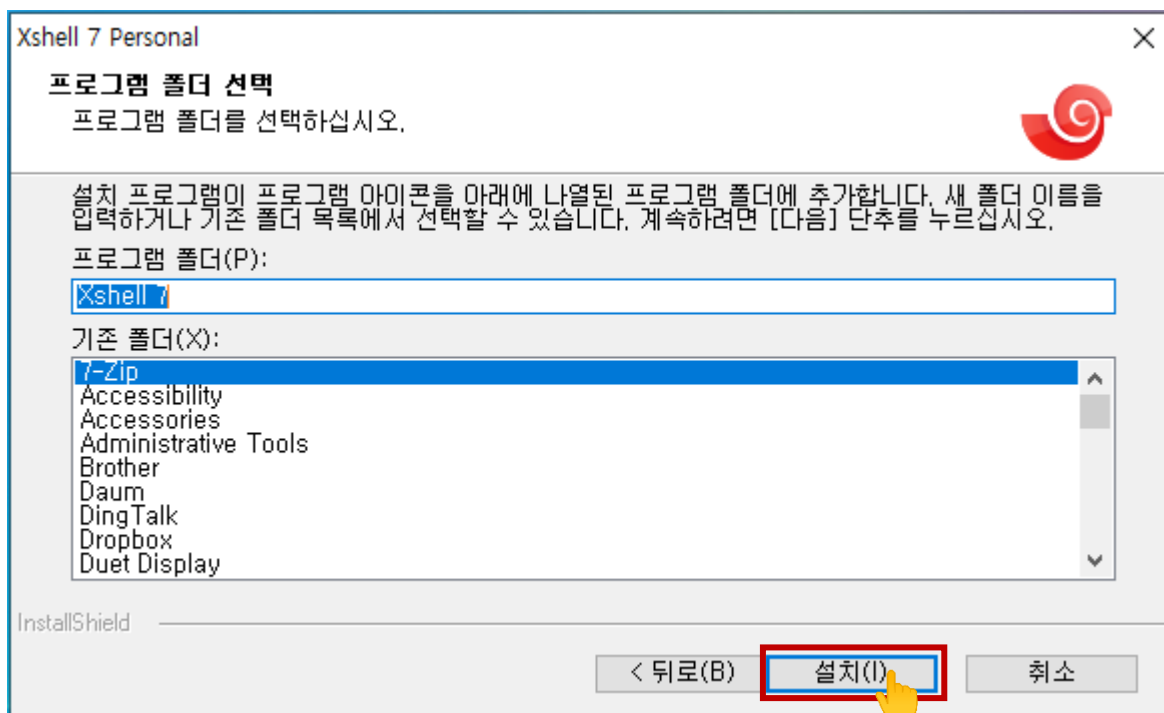 Xshell 7 Personal
프로그램 폴더 선택
프로그램 폴더를 선택하십시오.
설치 프로그램이 프로그램 아이콘을 아래에 나열된 프로그램 폴더에 추가합니다. 새 폴더 이름을
입력하거나 기존 폴더 목록에서 선택할 수 있습니다. 계속하려면 [다음] 단추를 누르십시오.
프로그램 폴더(P):
Xshell 7
기존 폴더(X):
7-Zip
Accessibility
Accessories
Administrative Tools
Brother
Daum
DingTalk
Dropbox
Duet Display
InstallShield
< 뒤로(B) 설치(I) 취소